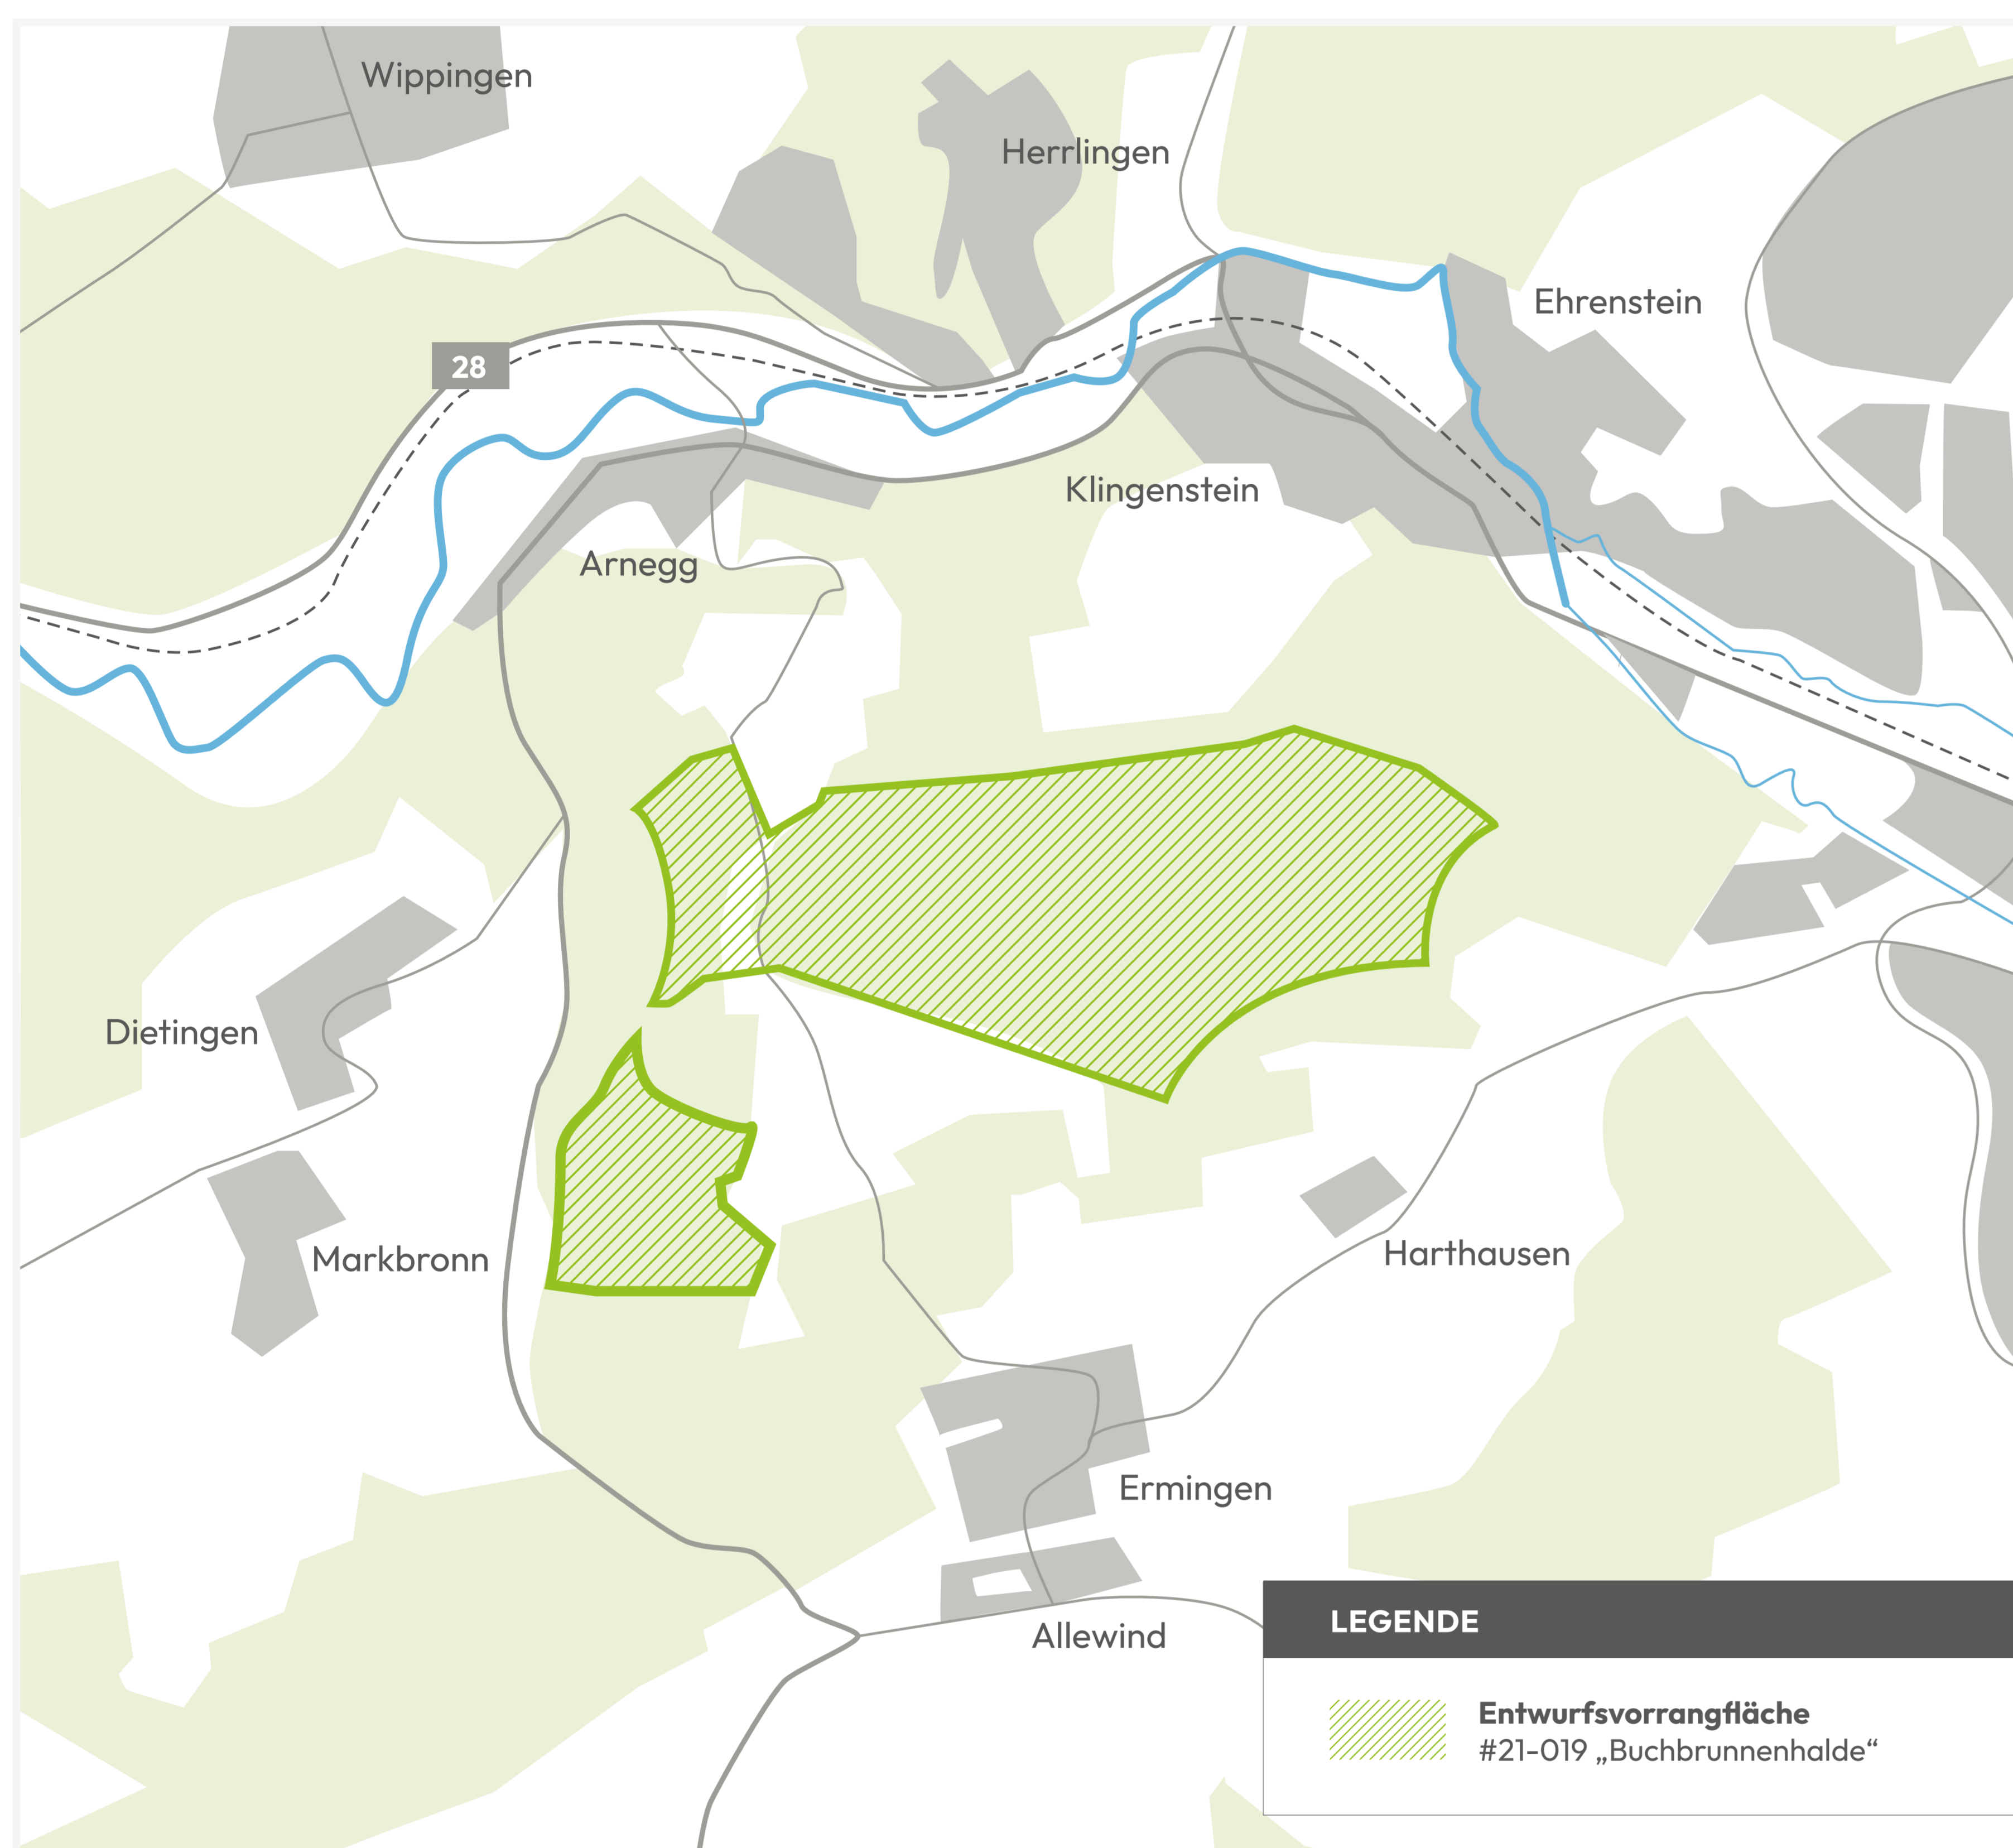 Wippingen
Herrlingen
Ehrenstein
28
Klingenstein
Arnegg
Dietingen
Markbronn
Harthausen
Ermingen
Allewind
LEGENDE
Entwurfsvorrangfläche
#21-019 „Buchbrunnenhalde“